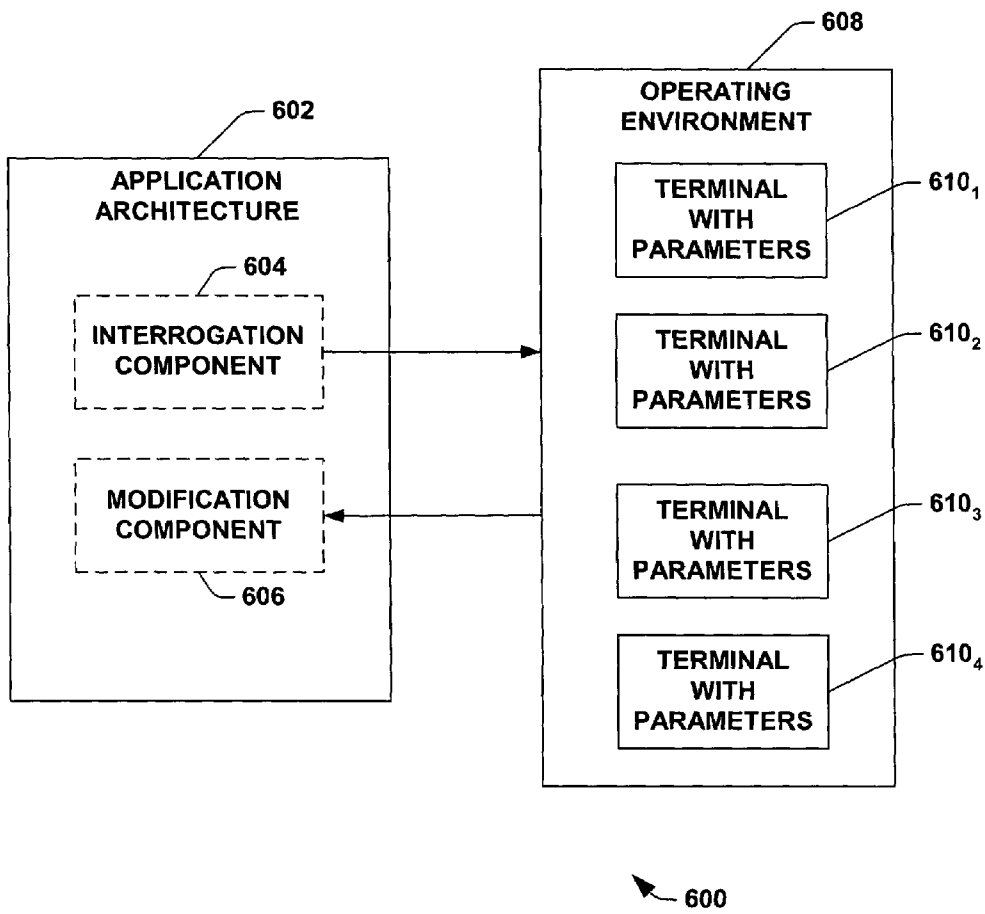 608
OPERATING
ENVIRONMENT
602
APPLICATION
ARCHITECTURE
604
INTERROGATION
COMPONENT
MODIFICATION
COMPONENT
606
TERMINAL
WITH
PARAMETERS
610₁
TERMINAL
WITH
PARAMETERS
610₂
TERMINAL
WITH
PARAMETERS
610₃
TERMINAL
WITH
PARAMETERS
610₄
600